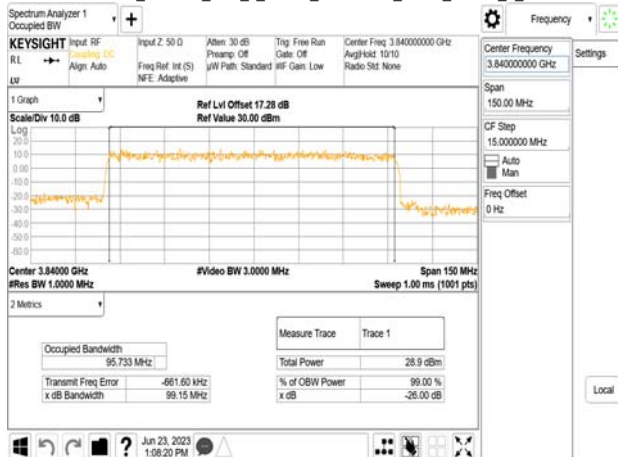 Spectrum Analyzer 1
Occupied BW
Frequency
KEYSIGHT
Input: RF
Coupling: DC
Align: Auto
Input Z: 50 Ω
Freq Ref: Int (S)
NFE: Adaptive
Atten: 30 dB
Preamp: Off
µW Path: Standard
Trig: Free Run
Gate: Off
#IF Gain: Low
Center Freq: 3.840000000 GHz
Avg|Hold: 10/10
Radio Std: None
RL
LV
Center Frequency
3.840000000 GHz
Settings
Span
150.00 MHz
CF Step
15.000000 MHz
Auto
Man
Freq Offset
0 Hz
Local
1 Graph
Ref Lvl Offset 17.28 dB
Scale/Div 10.0 dB
Ref Value 30.00 dBm
Log
20.0
10.0
0.00
-10.0
-20.0
-30.0
-40.0
-50.0
-60.0
Center 3.84000 GHz
#Video BW 3.0000 MHz
Span 150 MHz
#Res BW 1.0000 MHz
Sweep 1.00 ms (1001 pts)
2 Metrics
Measure Trace
Trace 1
Occupied Bandwidth
95.733 MHz
Total Power
28.9 dBm
Transmit Freq Error
-661.60 kHz
% of OBW Power
99.00 %
x dB Bandwidth
99.15 MHz
x dB
-26.00 dB
Jun 23, 2023
1:08:20 PM